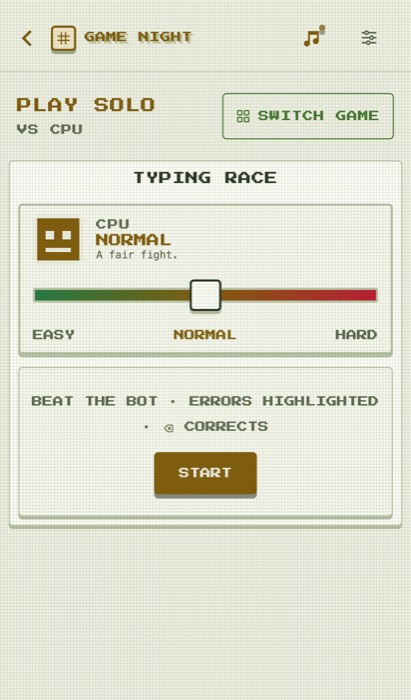 GAME NIGHT
PLAY SOLO
VS CPU
SWITCH GAME
TYPING RACE
CPU
NORMAL
A fair fight.
EASY NORMAL HARD
BEAT THE BOT · ERRORS HIGHLIGHTED
· ⌫ CORRECTS
START